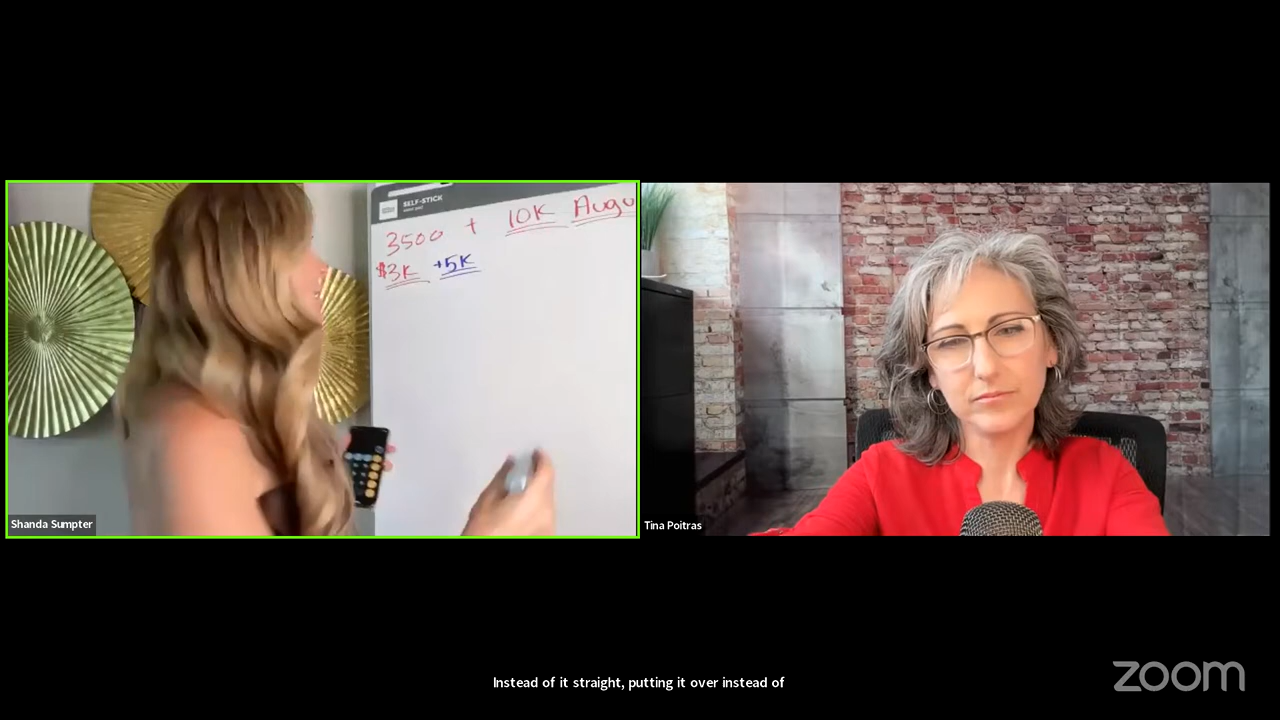 SELF-STICK
3500 + 10K Augu
$3K +5K
Shanda Sumpter
Tina Poitras
Instead of it straight, putting it over instead of
zoom